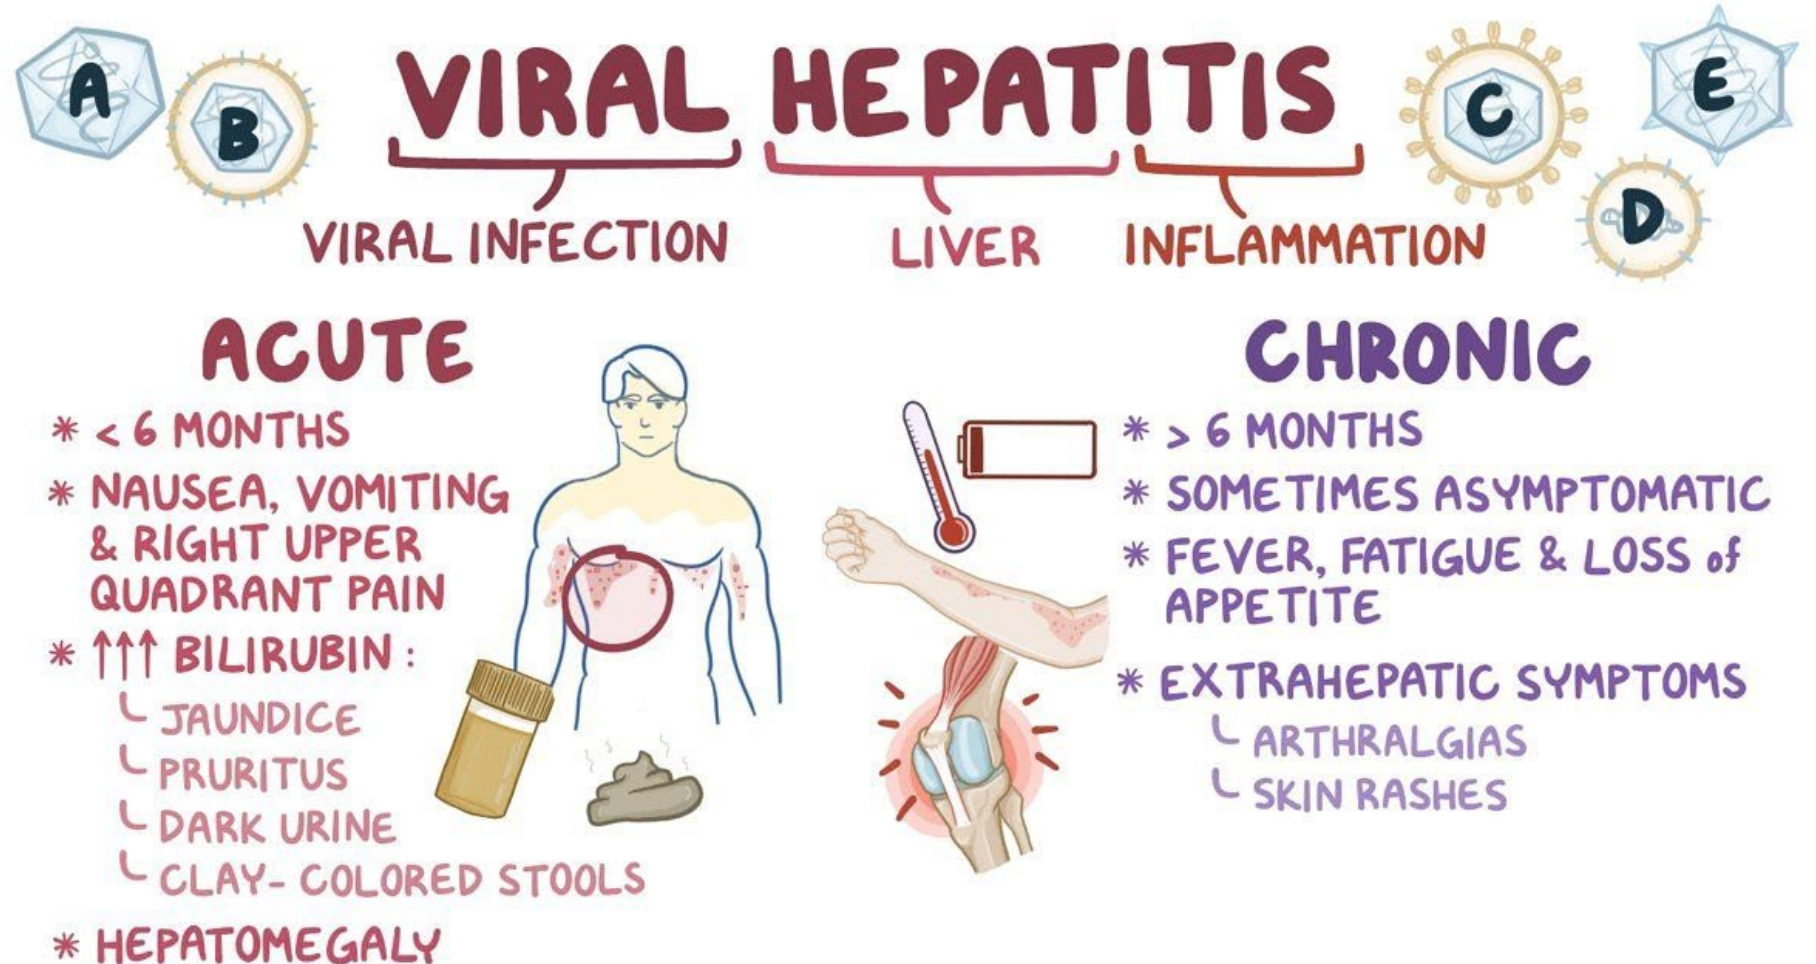 A
B
VIRAL HEPATITIS
C
E
D
VIRAL INFECTION
LIVER
INFLAMMATION
ACUTE
* < 6 MONTHS
* NAUSEA, VOMITING
& RIGHT UPPER
QUADRANT PAIN
* ↑↑↑ BILIRUBIN :
JAUNDICE
PRURITUS
DARK URINE
CLAY- COLORED STOOLS
* HEPATOMEGALY
CHRONIC
* > 6 MONTHS
* SOMETIMES ASYMPTOMATIC
* FEVER, FATIGUE & LOSS of
APPETITE
* EXTRAHEPATIC SYMPTOMS
ARTHRALGIAS
SKIN RASHES